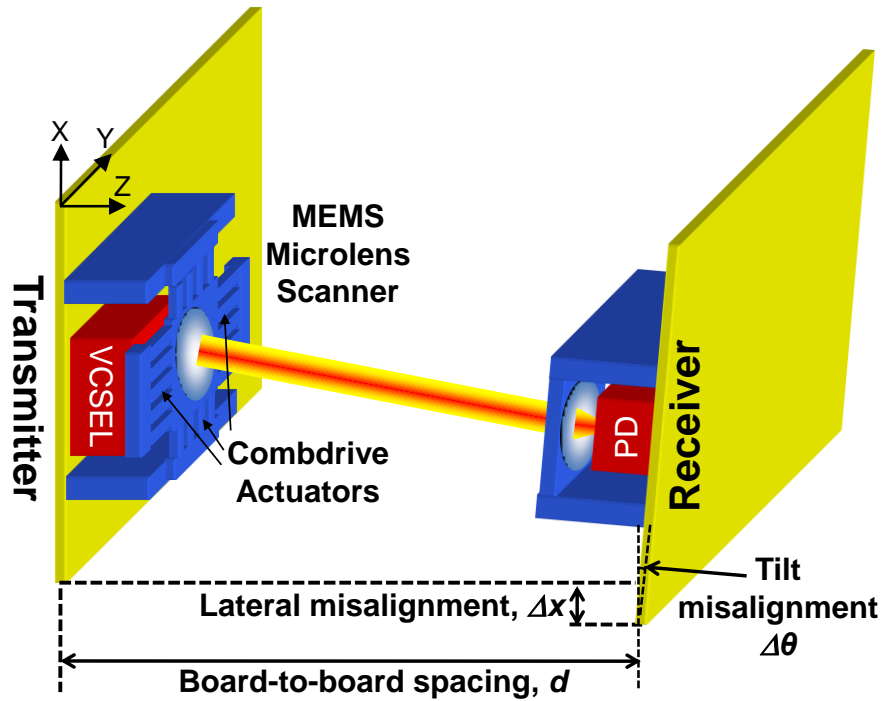 X
Y
Z
MEMS
Microlens
Scanner
Transmitter
VCSEL
Combdrive
Actuators
PD
Receiver
Tilt
misalignment
Δθ
Lateral misalignment, Δx
Board-to-board spacing, d